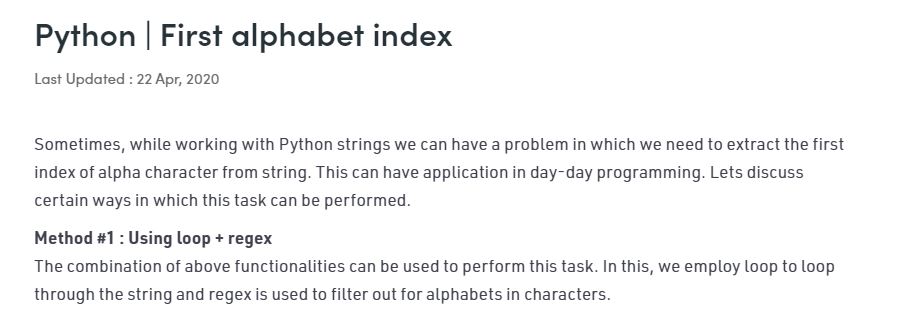 Python | First alphabet index
Last Updated : 22 Apr, 2020
Sometimes, while working with Python strings we can have a problem in which we need to extract the first
index of alpha character from string. This can have application in day-day programming. Lets discuss
certain ways in which this task can be performed.
Method #1 : Using loop + regex
The combination of above functionalities can be used to perform this task. In this, we employ loop to loop
through the string and regex is used to filter out for alphabets in characters.